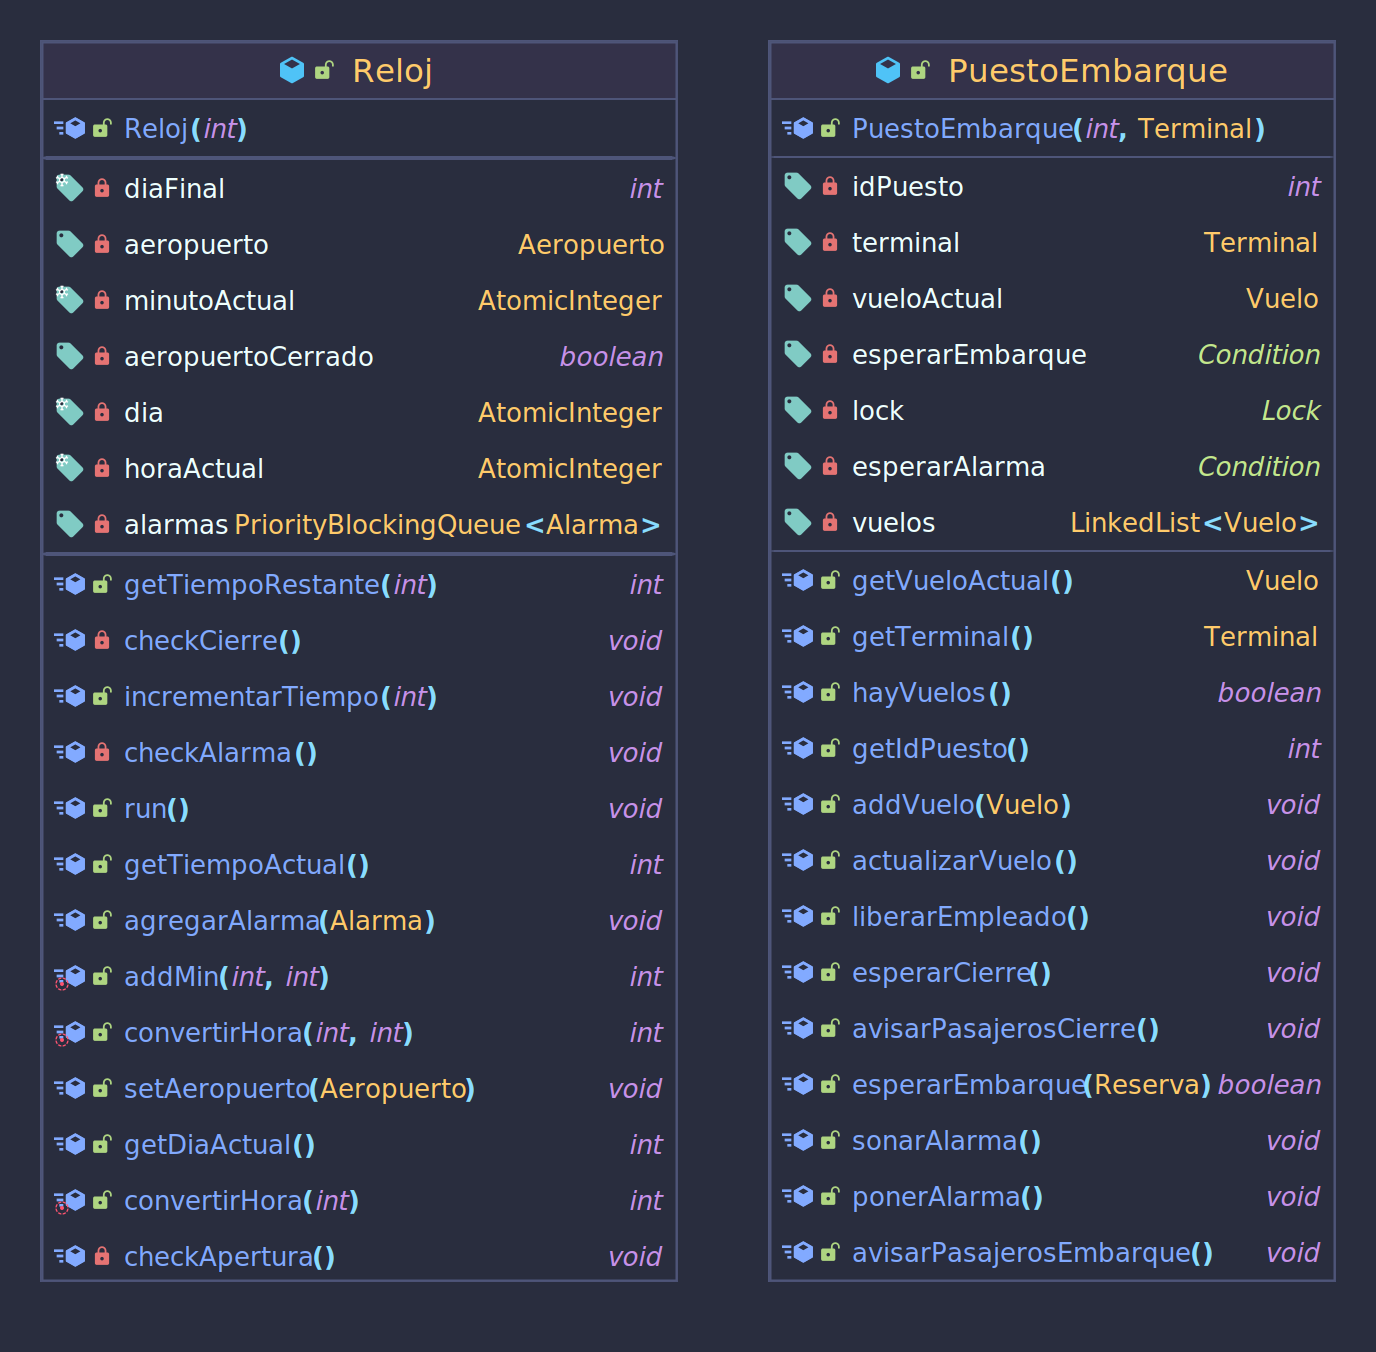 Reloj
Reloj(int)
diaFinal int
aeropuerto Aeropuerto
minutoActual AtomicInteger
aeropuertoCerrado boolean
dia AtomicInteger
horaActual AtomicInteger
alarmas PriorityBlockingQueue<Alarma>
getTiempoRestante(int) int
checkCierre() void
incrementarTiempo(int) void
checkAlarma() void
run() void
getTiempoActual() int
agregarAlarma(Alarma) void
addMin(int, int) int
convertirHora(int, int) int
setAeropuerto(Aeropuerto) void
getDiaActual() int
convertirHora(int) int
checkApertura() void
PuestoEmbarque
PuestoEmbarque(int, Terminal)
idPuesto int
terminal Terminal
vueloActual Vuelo
esperarEmbarque Condition
lock Lock
esperarAlarma Condition
vuelos LinkedList<Vuelo>
getVueloActual() Vuelo
getTerminal() Terminal
hayVuelos() boolean
getIdPuesto() int
addVuelo(Vuelo) void
actualizarVuelo() void
liberarEmpleado() void
esperarCierre() void
avisarPasajerosCierre() void
esperarEmbarque(Reserva) boolean
sonarAlarma() void
ponerAlarma() void
avisarPasajerosEmbarque() void